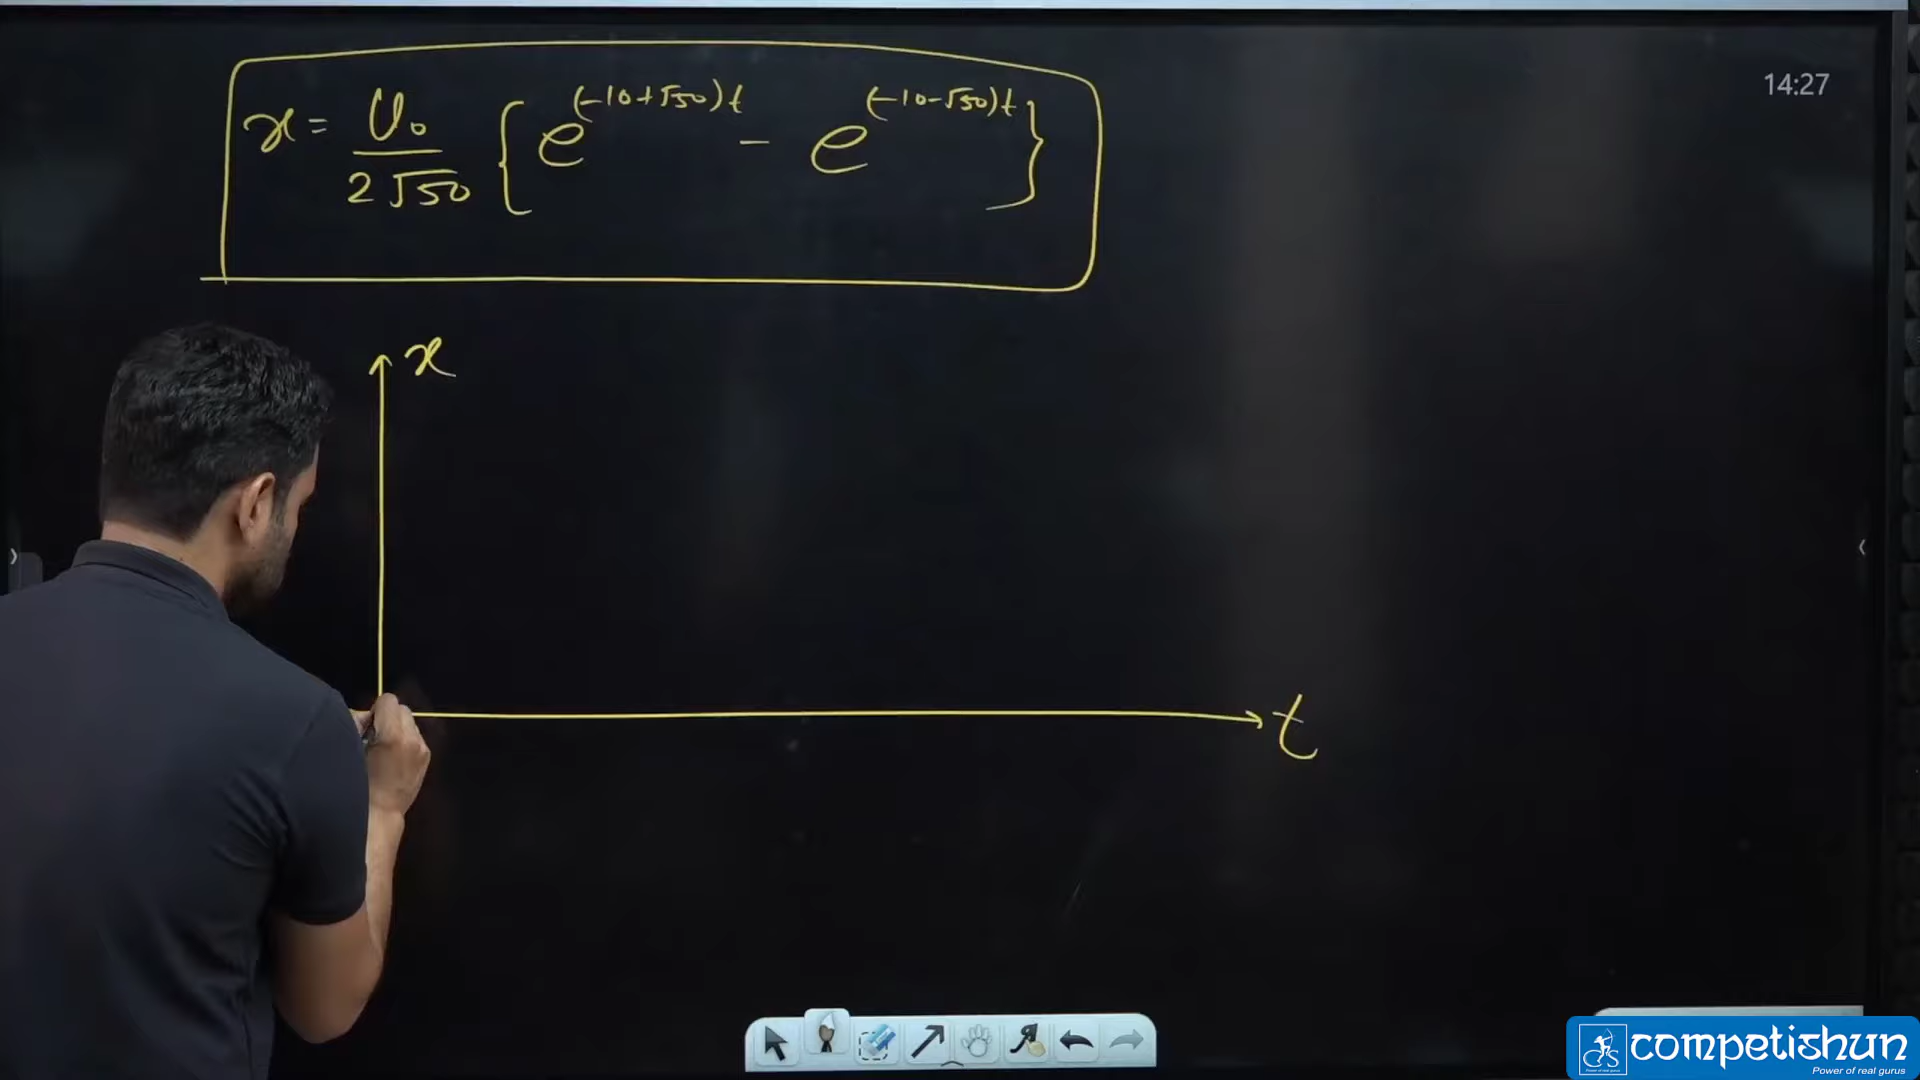 14:27
x = U₀ / 2√50 { e^(-10+√50)t - e^(-10-√50)t }
x
t
competishun
Power of real gurus